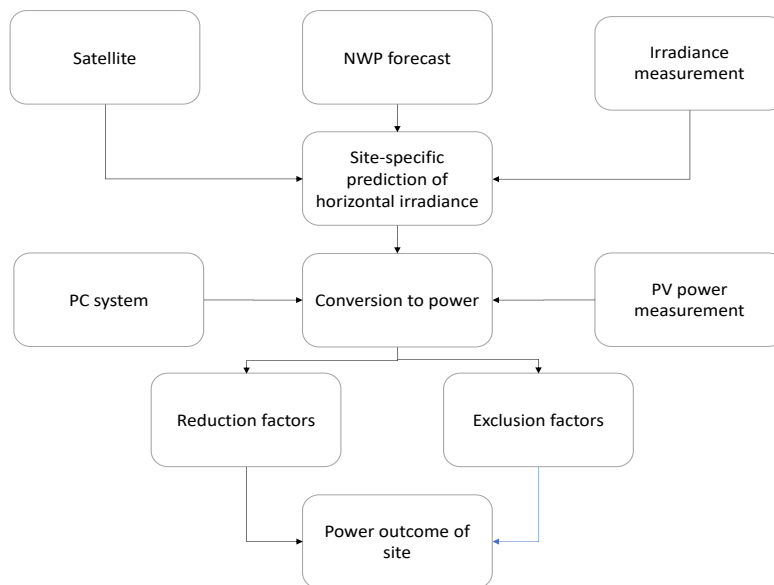 Satellite
NWP forecast
Irradiance
measurement
Site-specific
prediction of
horizontal irradiance
PC system
Conversion to power
PV power
measurement
Reduction factors
Exclusion factors
Power outcome of
site